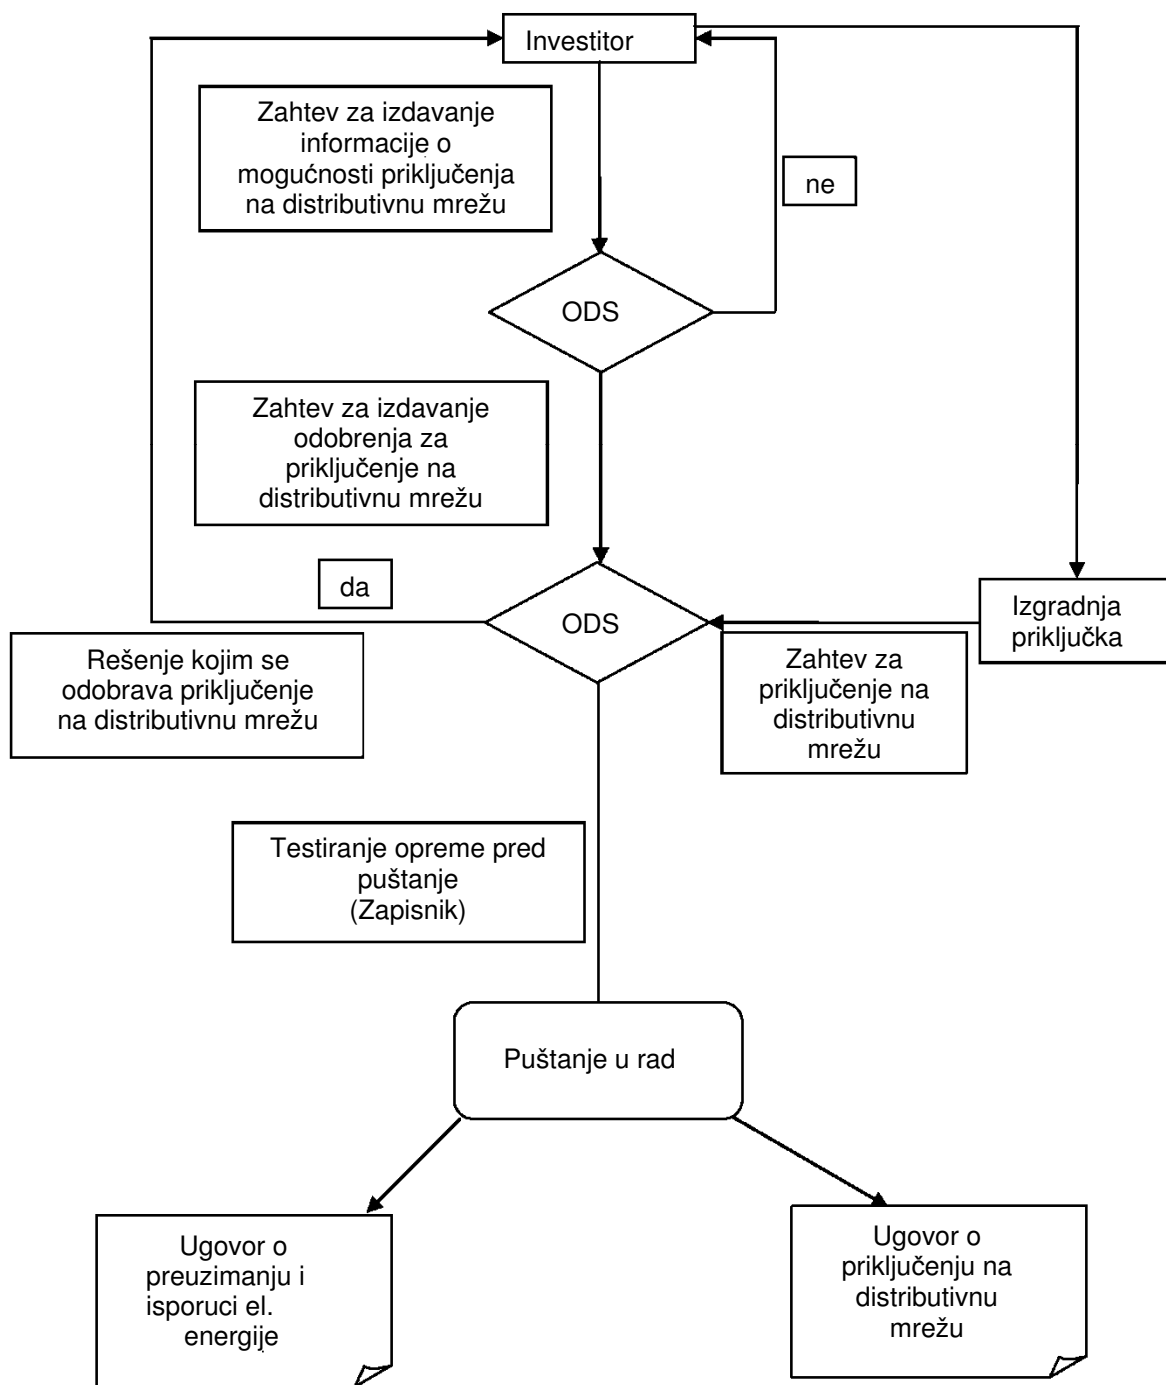 Investitor
Zahtev za izdavanje
informacije o
mogućnosti priključenja
na distributivnu mrežu
ne
ODS
Zahtev za izdavanje
odobrenja za
priključenje na
distributivnu mrežu
da
ODS
Izgradnja
priključka
Rešenje kojim se
odobrava priključenje
na distributivnu mrežu
Zahtev za
priključenje na
distributivnu
mrežu
Testiranje opreme pred
puštanje
(Zapisnik)
Puštanje u rad
Ugovor o
preuzimanju i
isporuci el.
energije
Ugovor o
priključenju na
distributivnu
mrežu